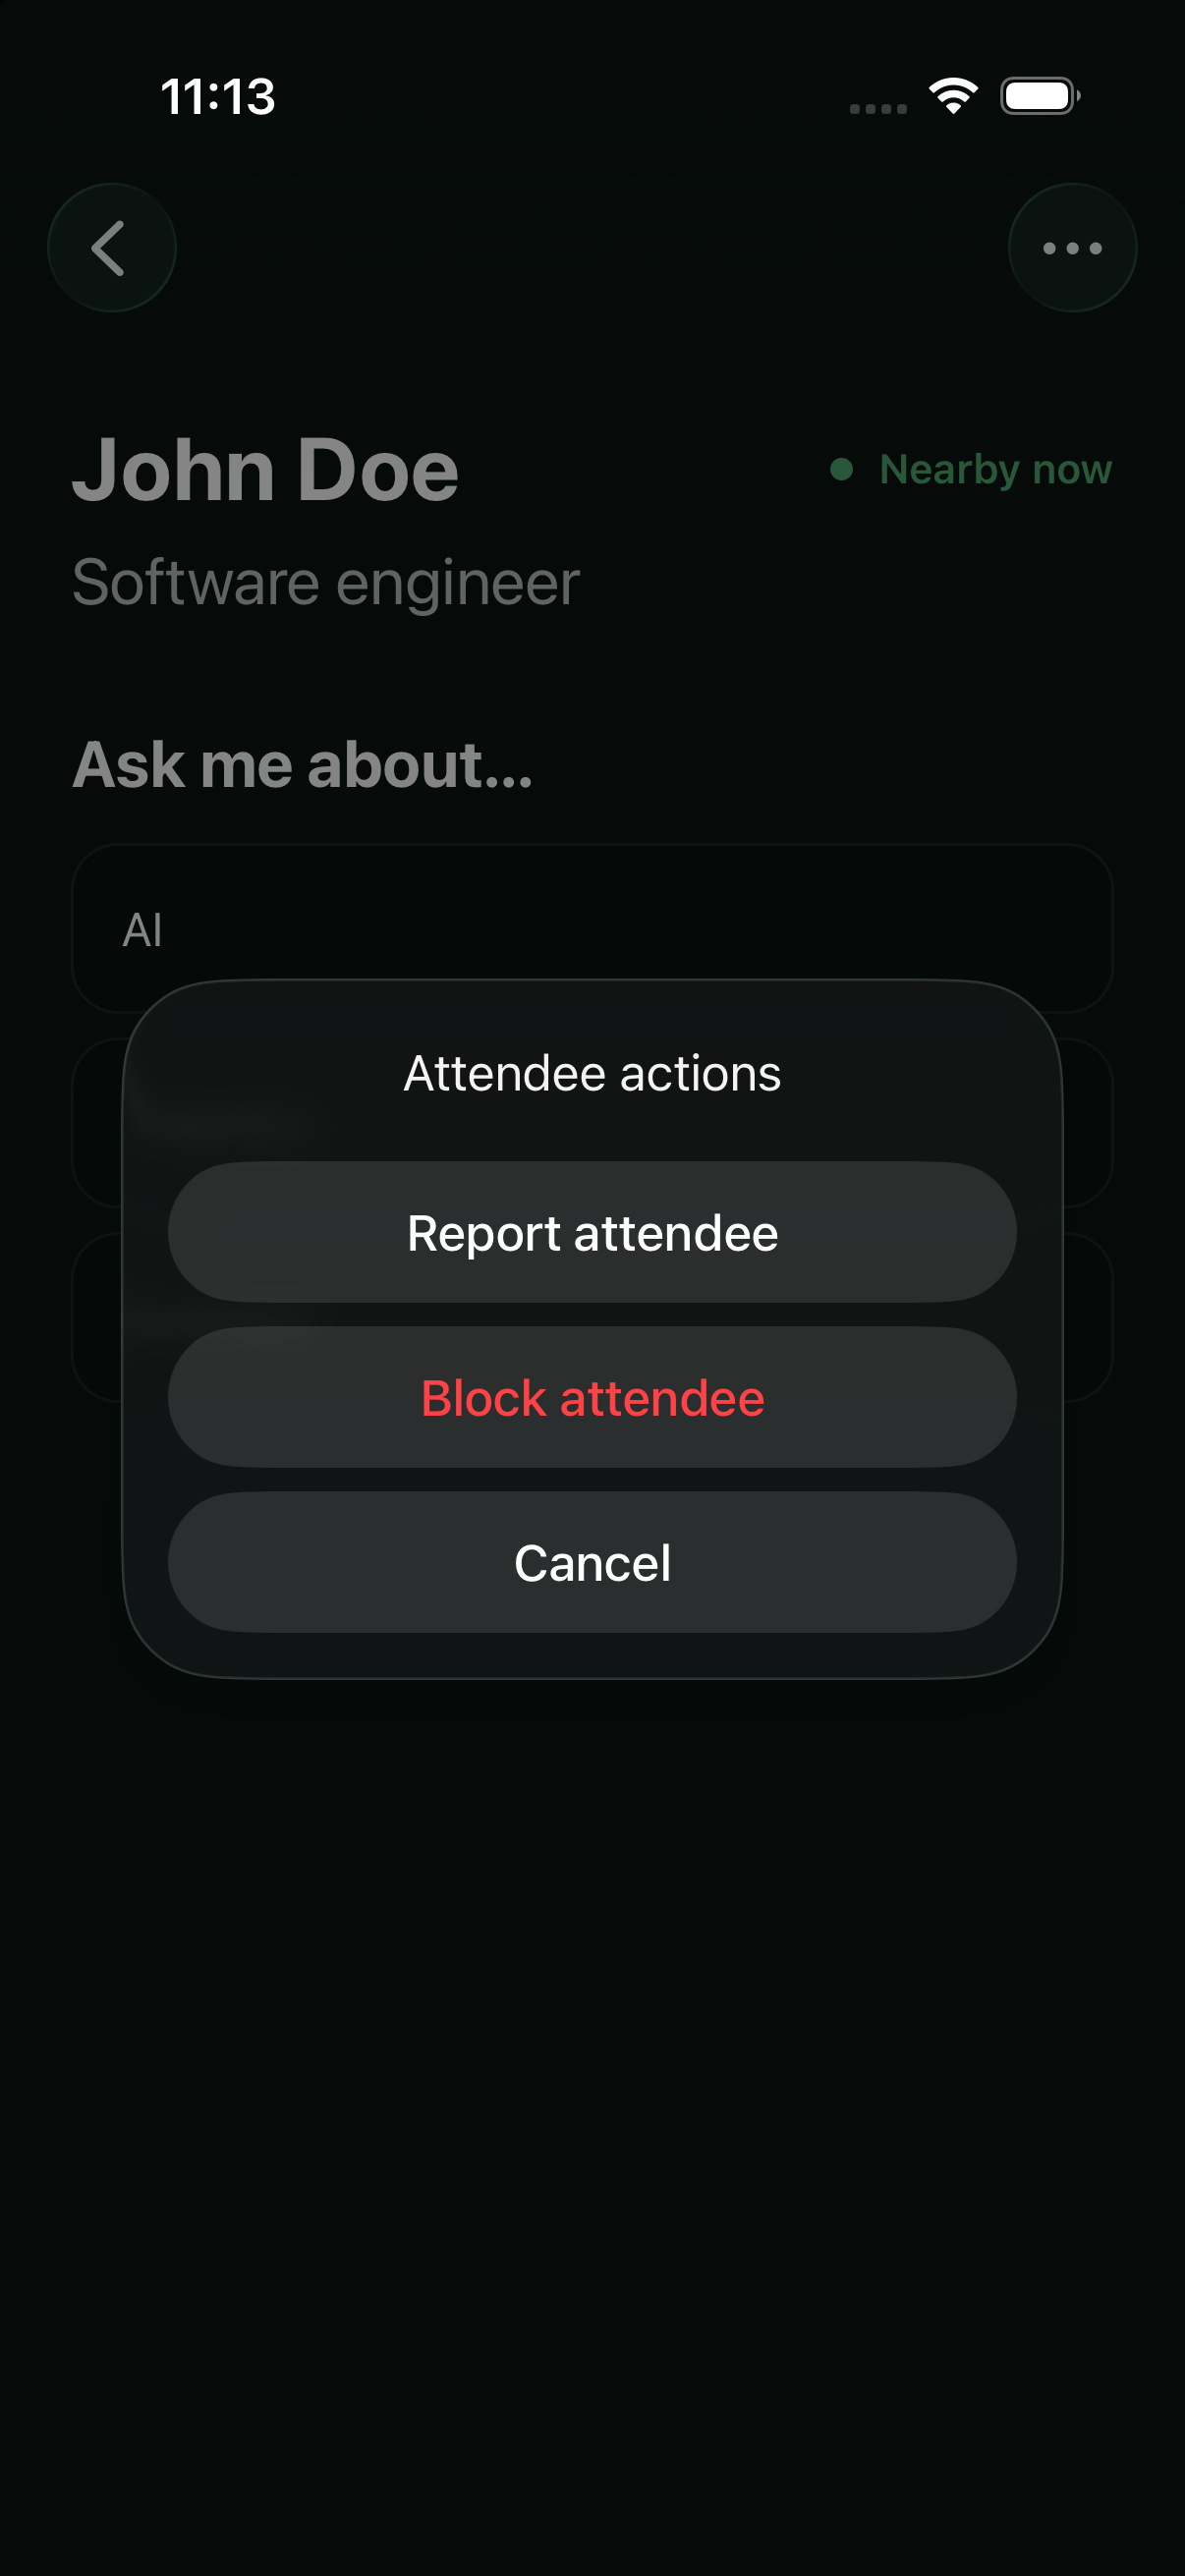 11:13
John Doe
Nearby now
Software engineer
Ask me about...
AI
Attendee actions
Report attendee
Block attendee
Cancel